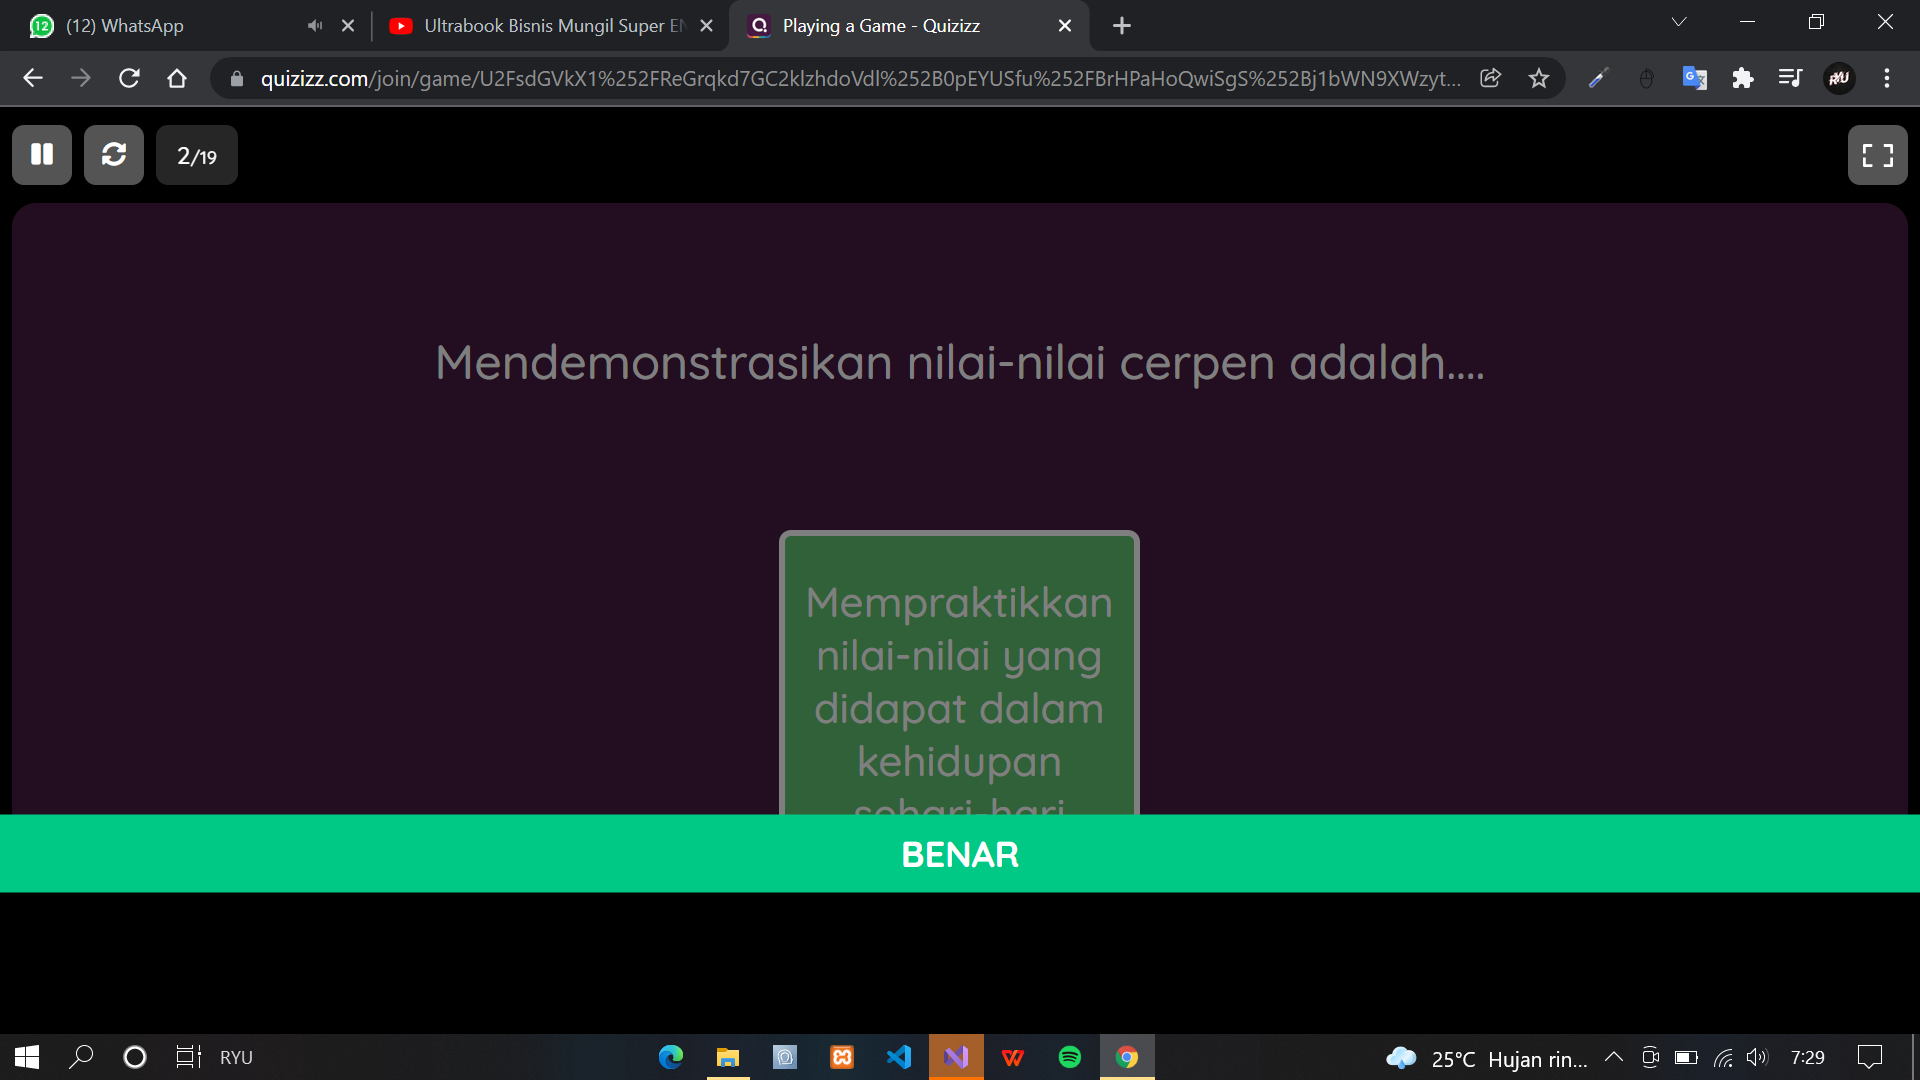 (12) WhatsApp
Ultrabook Bisnis Mungil Super
Playing a Game - Quizizz
quizizz.com/join/game/U2FsdGVkX1%252FReGrqkd7GC2klzhdoVdl%252B0pEYUSfu%252FBrHPaHoQwiSgS%252Bj1bWN9XWzyt...
2/19
Mendemonstrasikan nilai-nilai cerpen adalah....
Mempraktikkan
nilai-nilai yang
didapat dalam
kehidupan
sehari-hari
BENAR
RYU
25°C Hujan rin...
7:29